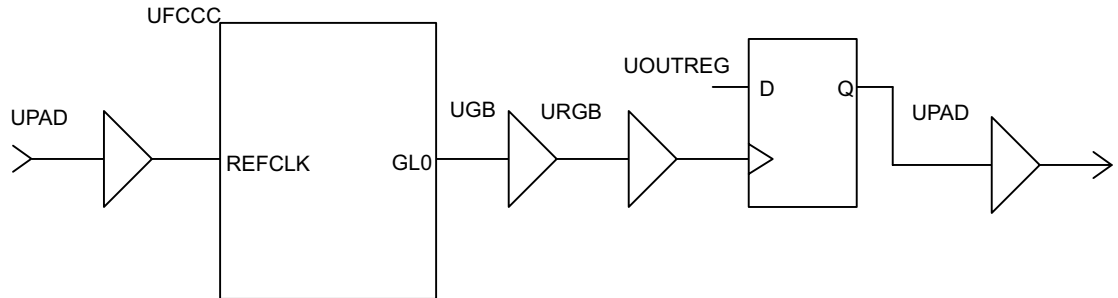 UFCCC
UPAD
REFCLK
GL0
UGB
URGB
UOUTREG
D
Q
UPAD